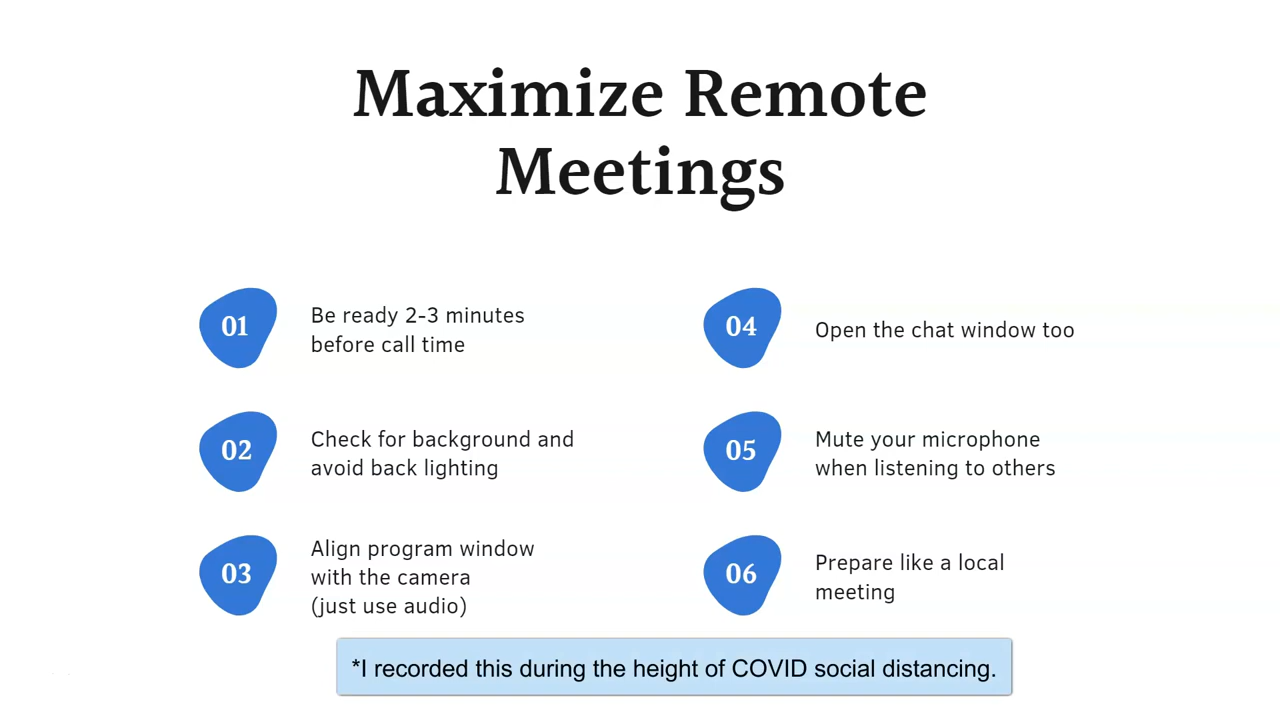 Maximize Remote
Meetings
01
Be ready 2-3 minutes
before call time
02
Check for background and
avoid back lighting
03
Align program window
with the camera
(just use audio)
04
Open the chat window too
05
Mute your microphone
when listening to others
06
Prepare like a local
meeting
*I recorded this during the height of COVID social distancing.